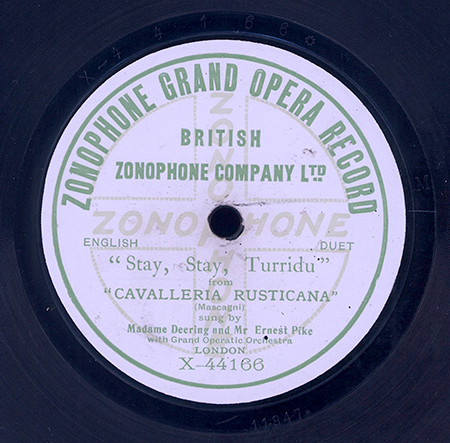 X-44166
ZONOPHONE GRAND OPERA RECORD
BRITISH
ZONOPHONE COMPANY LTD
ZONOPHONE
ENGLISH DUET
"Stay, Stay, Turridu"
from
"CAVALLERIA RUSTICANA"
(Mascagni)
sung by
Madame Deering and Mr Ernest Pike
with Grand Operatic Orchestra
LONDON
X-44166